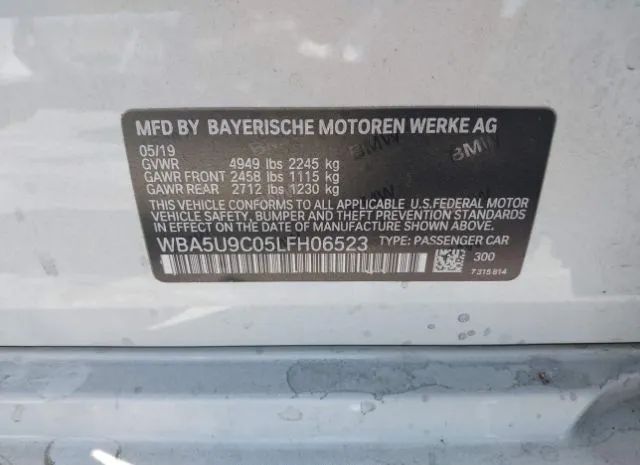 MFD BY BAYERISCHE MOTOREN WERKE AG
05/19
GVWR 4949 lbs 2245 kg
GAWR FRONT 2458 lbs 1115 kg
GAWR REAR 2712 lbs 1230 kg
THIS VEHICLE CONFORMS TO ALL APPLICABLE U.S.FEDERAL MOTOR
VEHICLE SAFETY, BUMPER, AND THEFT PREVENTION STANDARDS
IN EFFECT ON THE DATE OF MANUFACTURE SHOWN ABOVE.
WBA5U9C05LFH06523 TYPE: PASSENGER CAR
300
7315814
BMW
BMW